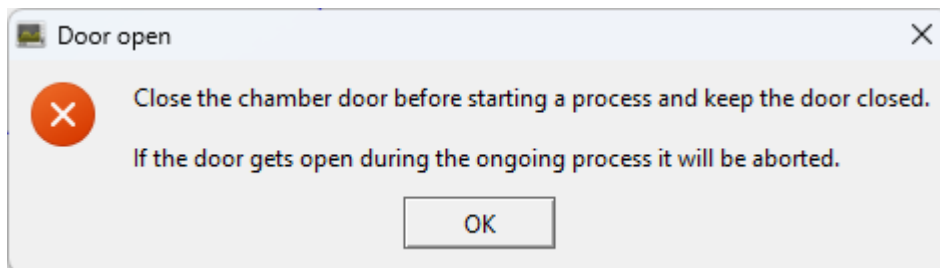 Door open
Close the chamber door before starting a process and keep the door closed.
If the door gets open during the ongoing process it will be aborted.
OK